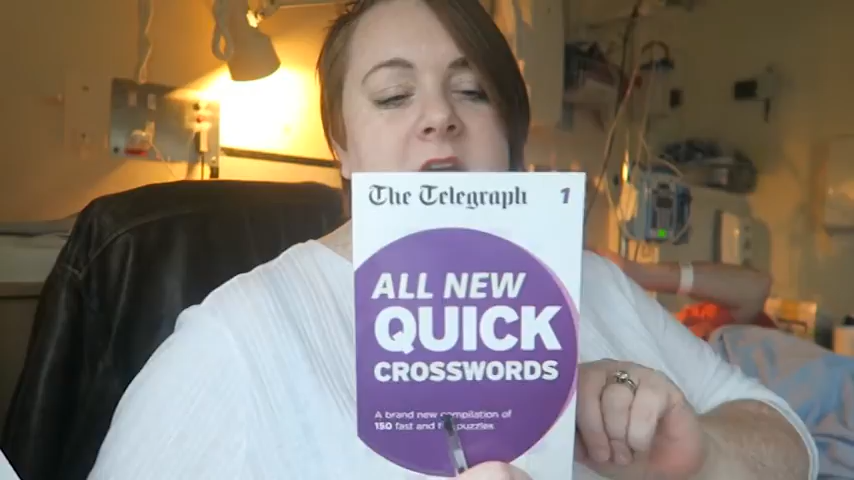 The Telegraph 1
ALL NEW
QUICK
CROSSWORDS
A brand new compilation of
150 fast and puzzles.